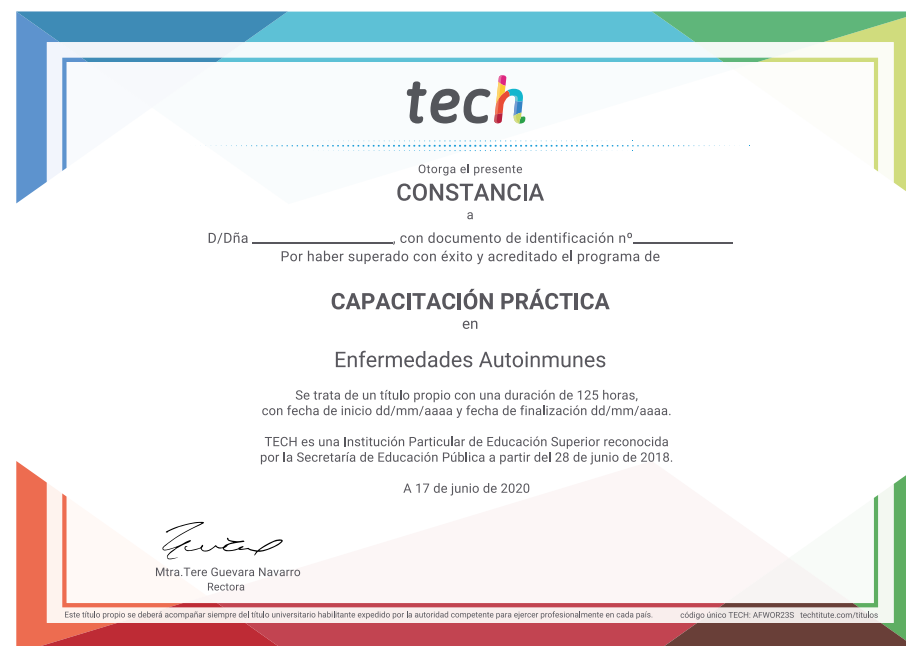 tech
Otorga el presente
CONSTANCIA
a
D/Dña ____________________, con documento de identificación nº______________
Por haber superado con éxito y acreditado el programa de
CAPACITACIÓN PRÁCTICA
en
Enfermedades Autoinmunes
Se trata de un título propio con una duración de 125 horas,
con fecha de inicio dd/mm/aaaa y fecha de finalización dd/mm/aaaa.
TECH es una Institución Particular de Educación Superior reconocida
por la Secretaría de Educación Pública a partir del 28 de junio de 2018.
A 17 de junio de 2020
Mtra.Tere Guevara Navarro
Rectora
Este título propio se deberá acompañar siempre del título universitario habilitante expedido por la autoridad competente para ejercer profesionalmente en cada país. código único TECH: AFWOR23S techtitute.com/titulos